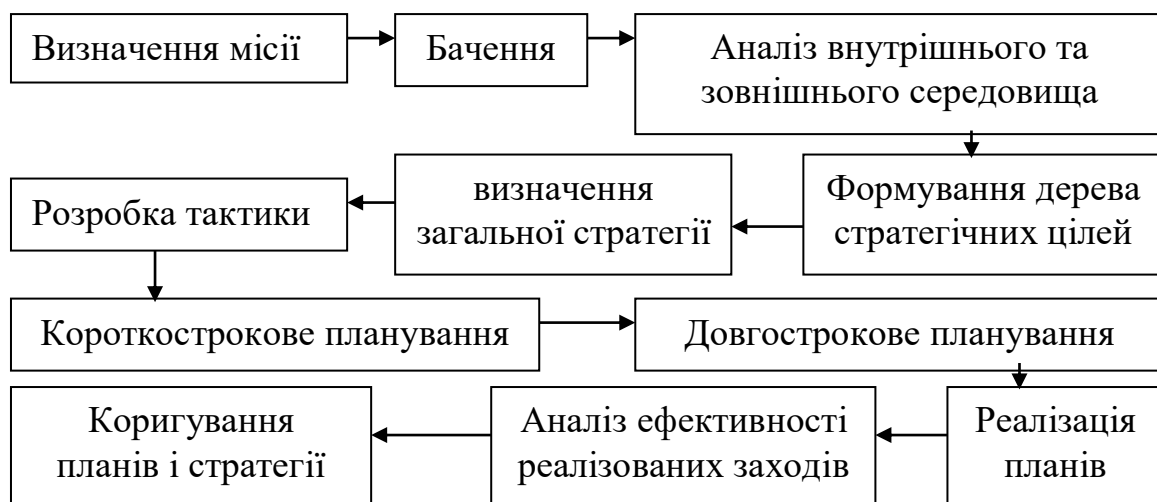 Визначення місії
Бачення
Аналіз внутрішнього та
зовнішнього середовища
Формування дерева
стратегічних цілей
визначення
загальної стратегії
Розробка тактики
Короткострокове планування
Довгострокове планування
Реалізація
планів
Аналіз ефективності
реалізованих заходів
Коригування
планів і стратегії